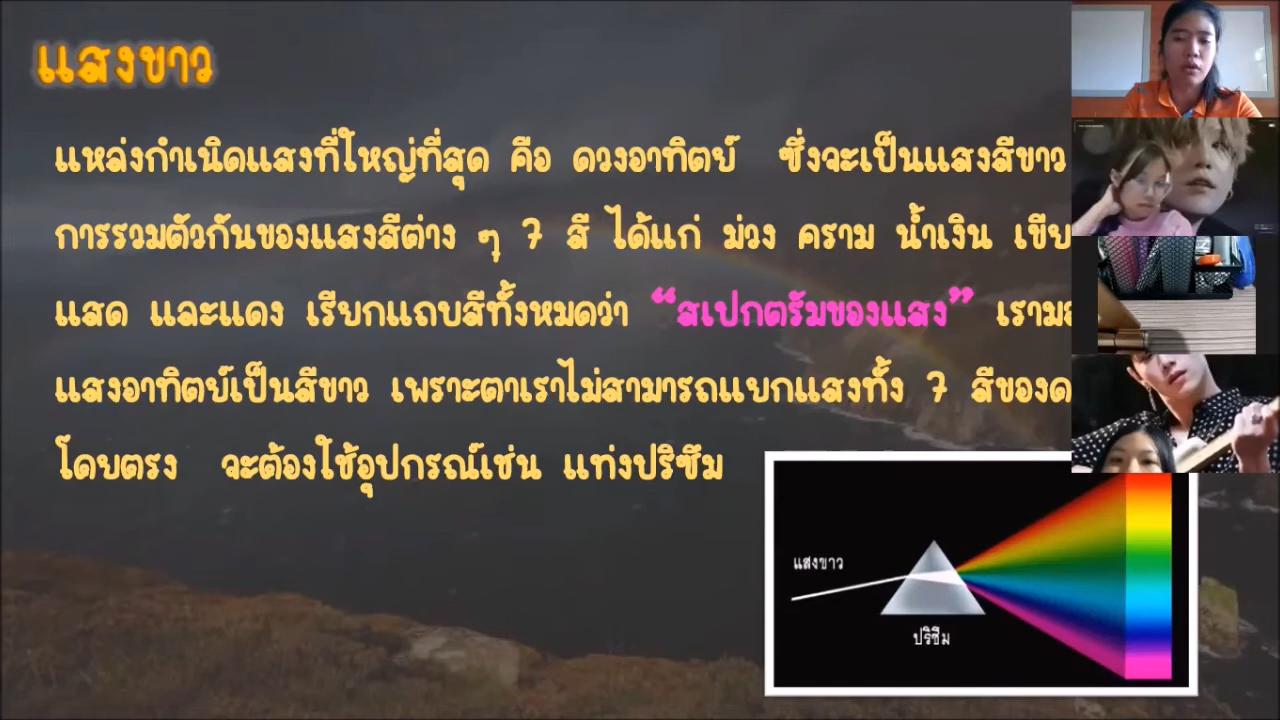 แสงขาว
แหล่งกำเนิดแสงที่ใหญ่ที่สุด คือ ดวงอาทิตย์ ซึ่งจะเป็นแสงสีขาว
การรวมตัวกันของแสงสีต่าง ๆ 7 สี ได้แก่ ม่วง คราม น้ำเงิน
แสด และแดง เรียกแถบสีทั้งหมดว่า “สเปกตรัมของแสง”
แสงอาทิตย์เป็นสีขาว เพราะตาเราไม่สามารถแยกแสงทั้ง 7 สีของ
โดยตรง จะต้องใช้อุปกรณ์เช่น แท่งปริซึม
แสงขาว
ปริซึม